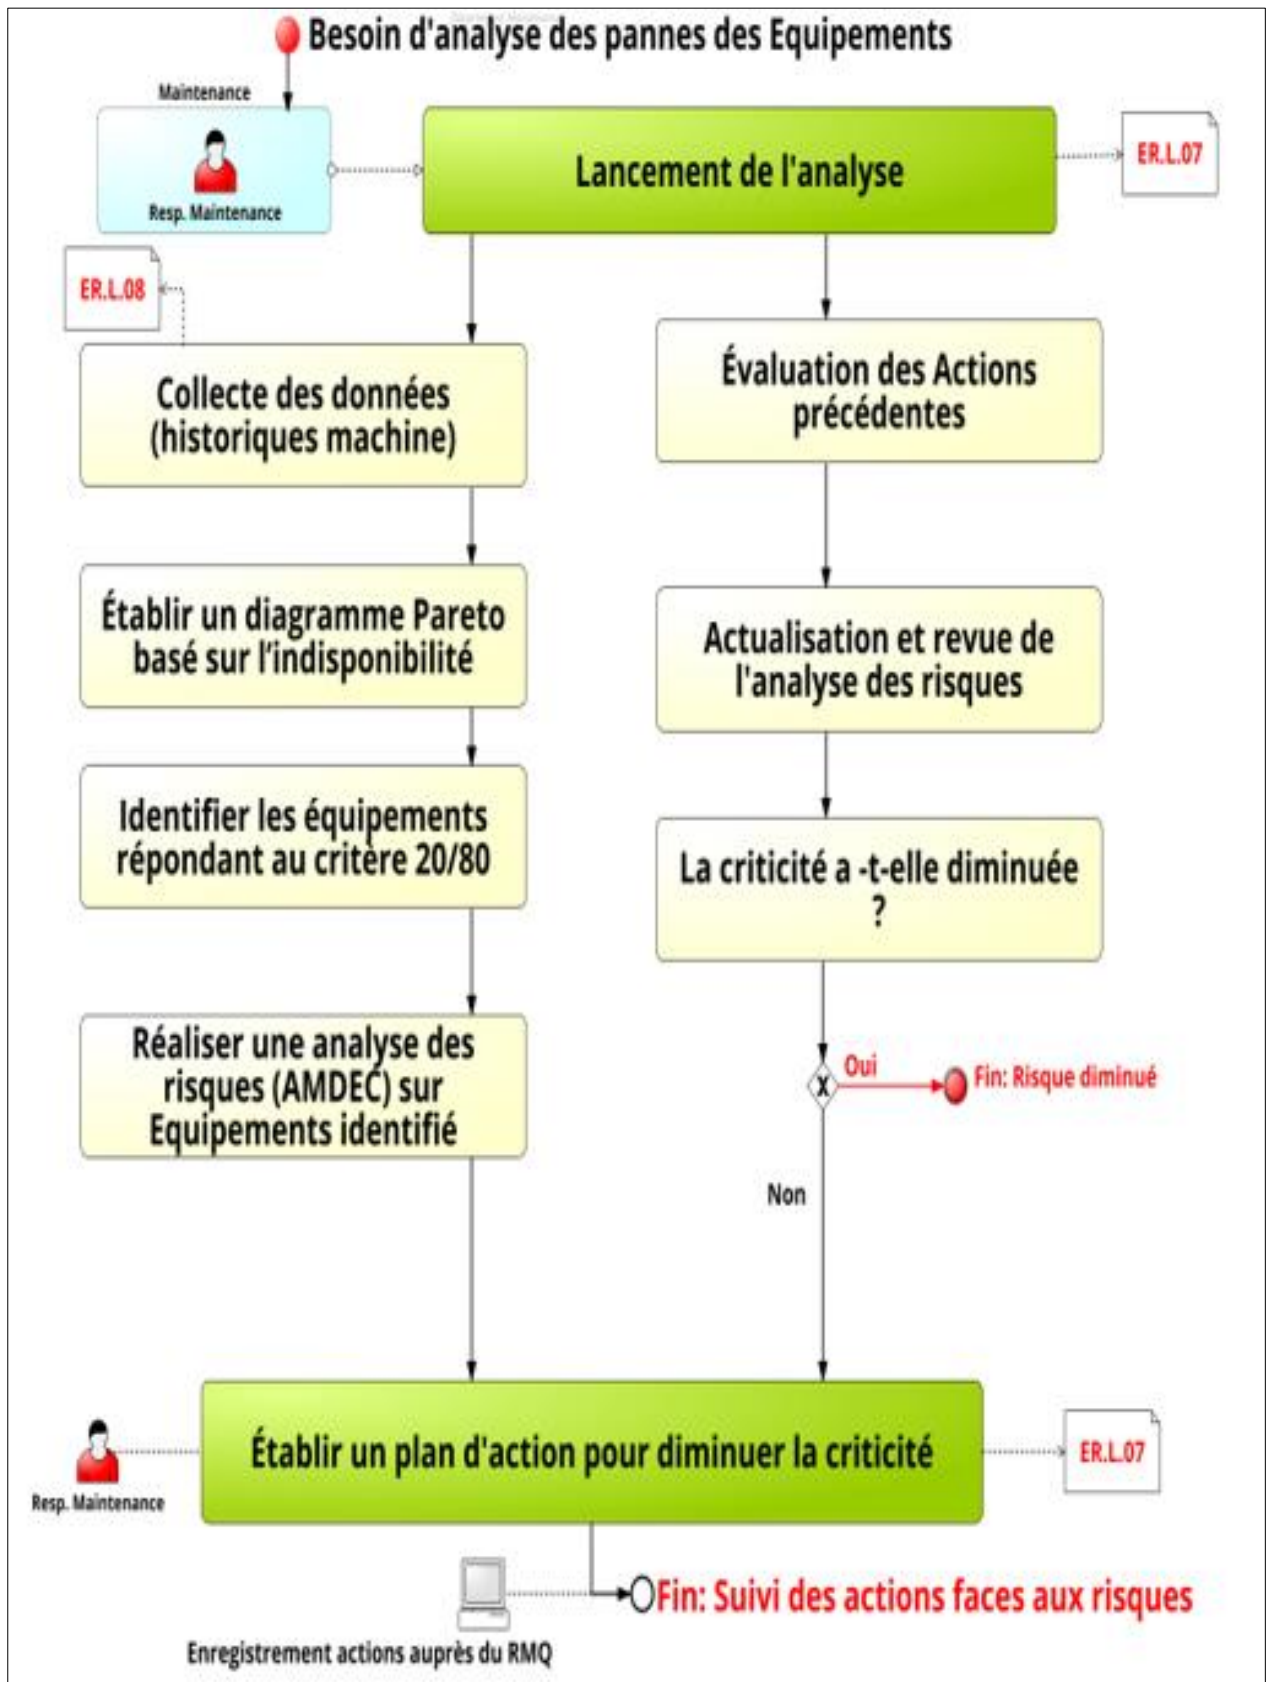 Besoin d'analyse des pannes des Equipements
Maintenance
Resp. Maintenance
Lancement de l'analyse
ER.L.07
ER.L.08
Collecte des données
(historiques machine)
Établir un diagramme Pareto
basé sur l'indisponibilité
Identifier les équipements
répondant au critère 20/80
Réaliser une analyse des
risques (AMDEC) sur
Equipements identifié
Évaluation des Actions
précédentes
Actualisation et revue de
l'analyse des risques
La criticité a -t-elle diminuée
?
X
Oui
Fin: Risque diminué
Non
Resp. Maintenance
Établir un plan d'action pour diminuer la criticité
ER.L.07
Fin: Suivi des actions faces aux risques
Enregistrement actions auprès du RMQ